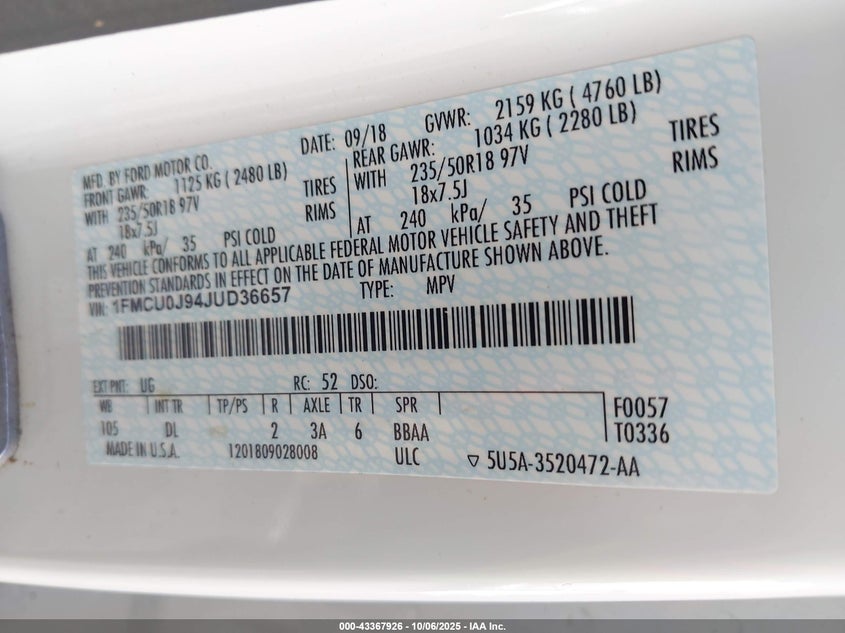 MFD. BY FORD MOTOR CO.
DATE: 09/18
GVWR: 2159 KG ( 4760 LB)
FRONT GAWR: 1125 KG ( 2480 LB)
REAR GAWR: 1034 KG ( 2280 LB)
WITH 235/50R18 97V TIRES
WITH 235/50R18 97V TIRES
18x7.5J RIMS
18x7.5J RIMS
AT 240 kPa/ 35 PSI COLD
AT 240 kPa/ 35 PSI COLD
THIS VEHICLE CONFORMS TO ALL APPLICABLE FEDERAL MOTOR VEHICLE SAFETY AND THEFT
PREVENTION STANDARDS IN EFFECT ON THE DATE OF MANUFACTURE SHOWN ABOVE.
VIN: 1FMCU0J94JUD36657
TYPE: MPV
EXT PNT: UG RC: 52 DSO:
WB INT TR TP/PS R AXLE TR SPR
F0057
105 DL 2 3A 6 BBAA
T0336
MADE IN U.S.A. 1201809028008 ULC
5U5A-3520472-AA
000-43367926 - 10/06/2025 - IAA Inc.